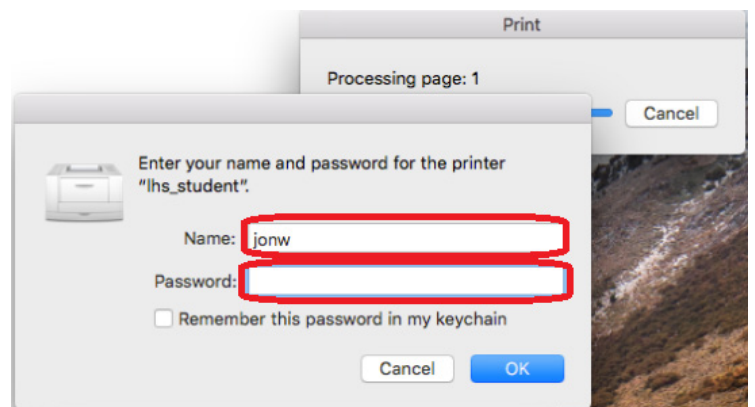 Print
Processing page: 1
Cancel
Enter your name and password for the printer
“lhs_student”.
Name: jonw
Password:
Remember this password in my keychain
Cancel OK